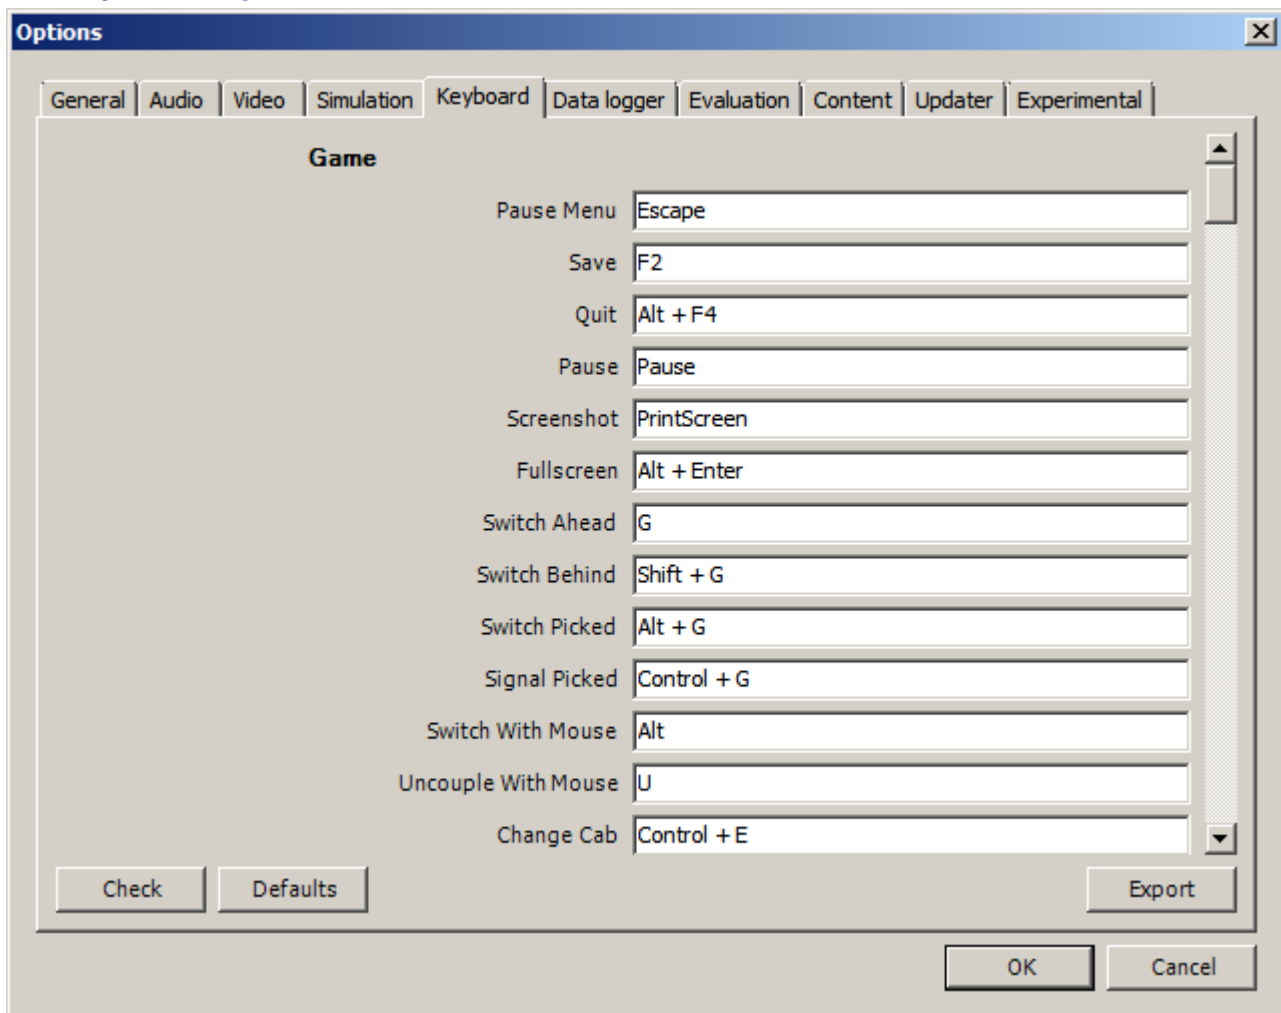 Options
General Audio Video Simulation Keyboard Data logger Evaluation Content Updater Experimental
Game
Pause Menu Escape
Save F2
Quit Alt + F4
Pause Pause
Screenshot PrintScreen
Fullscreen Alt + Enter
Switch Ahead G
Switch Behind Shift + G
Switch Picked Alt + G
Signal Picked Control + G
Switch With Mouse Alt
Uncouple With Mouse U
Change Cab Control + E
Check Defaults Export
OK Cancel